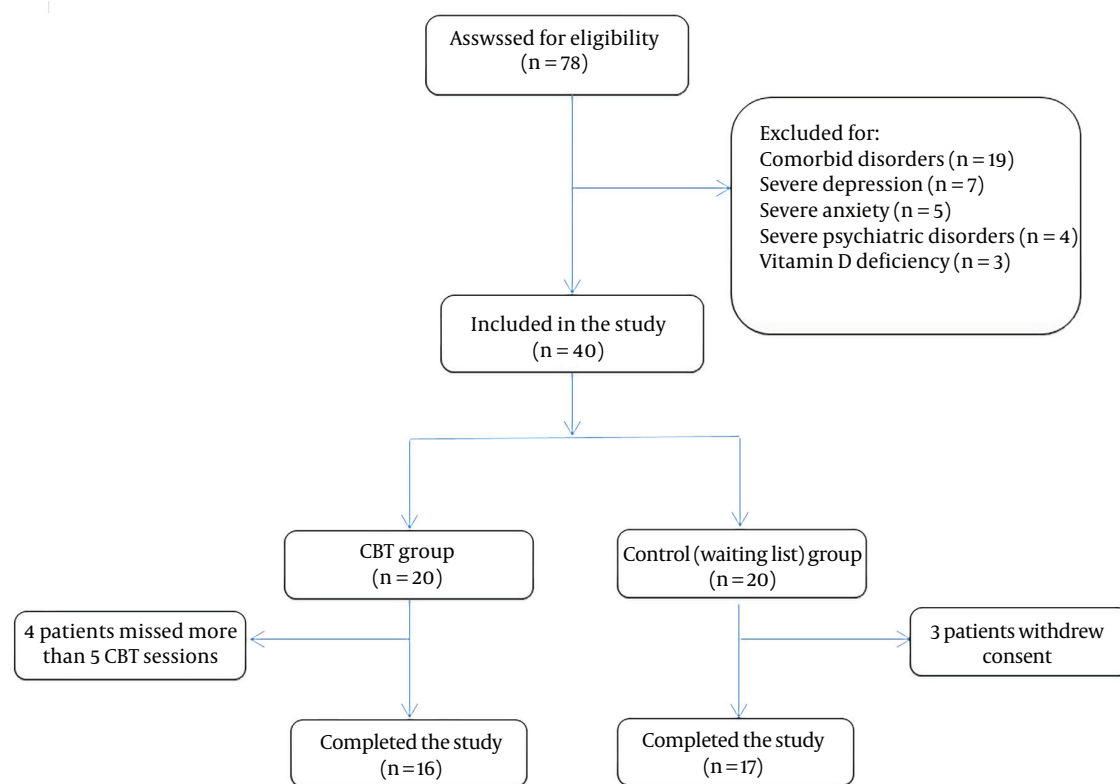 Asswssed for eligibility
(n = 78)
Excluded for:
Comorbid disorders (n = 19)
Severe depression (n = 7)
Severe anxiety (n = 5)
Severe psychiatric disorders (n = 4)
Vitamin D deficiency (n = 3)
Included in the study
(n = 40)
CBT group
(n = 20)
Control (waiting list) group
(n = 20)
4 patients missed more
than 5 CBT sessions
3 patients withdrew
consent
Completed the study
(n=16)
Completed the study
(n=17)